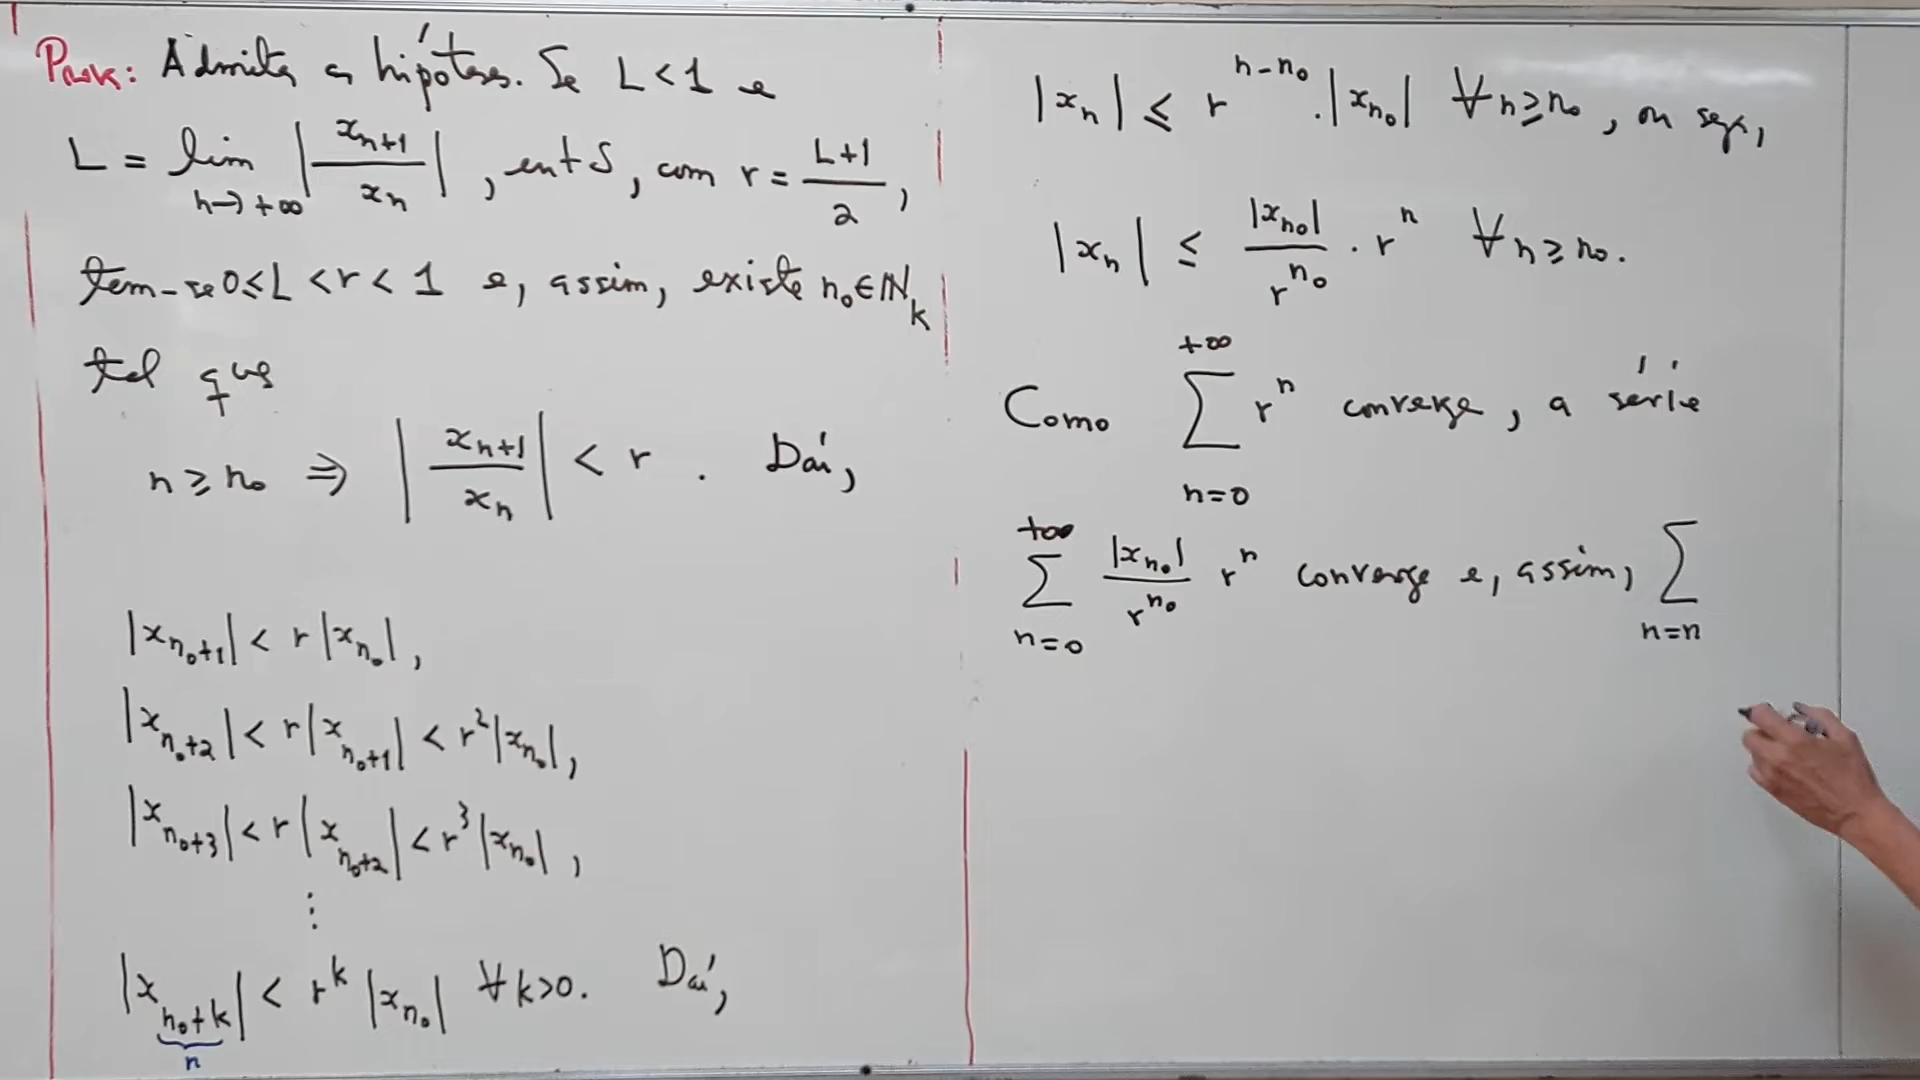 Prova: Admita a hipótese. Se L < 1 e
L = lim n→+∞ |x_{n+1} / x_n|, então, com r = (L+1)/2,
tem-se 0 ≤ L < r < 1 e, assim, existe n₀ ∈ ℕ_k
tal que
n ≥ n₀ ⇒ |x_{n+1} / x_n| < r . Daí,
|x_{n₀+1}| < r |x_{n₀}| ,
|x_{n₀+2}| < r |x_{n₀+1}| < r² |x_{n₀}| ,
|x_{n₀+3}| < r |x_{n₀+2}| < r³ |x_{n₀}| ,
⋮
|x_{n₀+k}| < r^k |x_{n₀}| ∀ k > 0. Daí,
n
|x_n| ≤ r^{n-n₀} . |x_{n₀}| ∀ n ≥ n₀ , ou seja,
|x_n| ≤ |x_{n₀}| / r^{n₀} . r^n ∀ n ≥ n₀.
Como ∑_{n=0}^{+∞} r^n converge, a série
∑_{n=0}^{+∞} |x_{n₀}| / r^{n₀} r^n converge e, assim, ∑_{n=n}